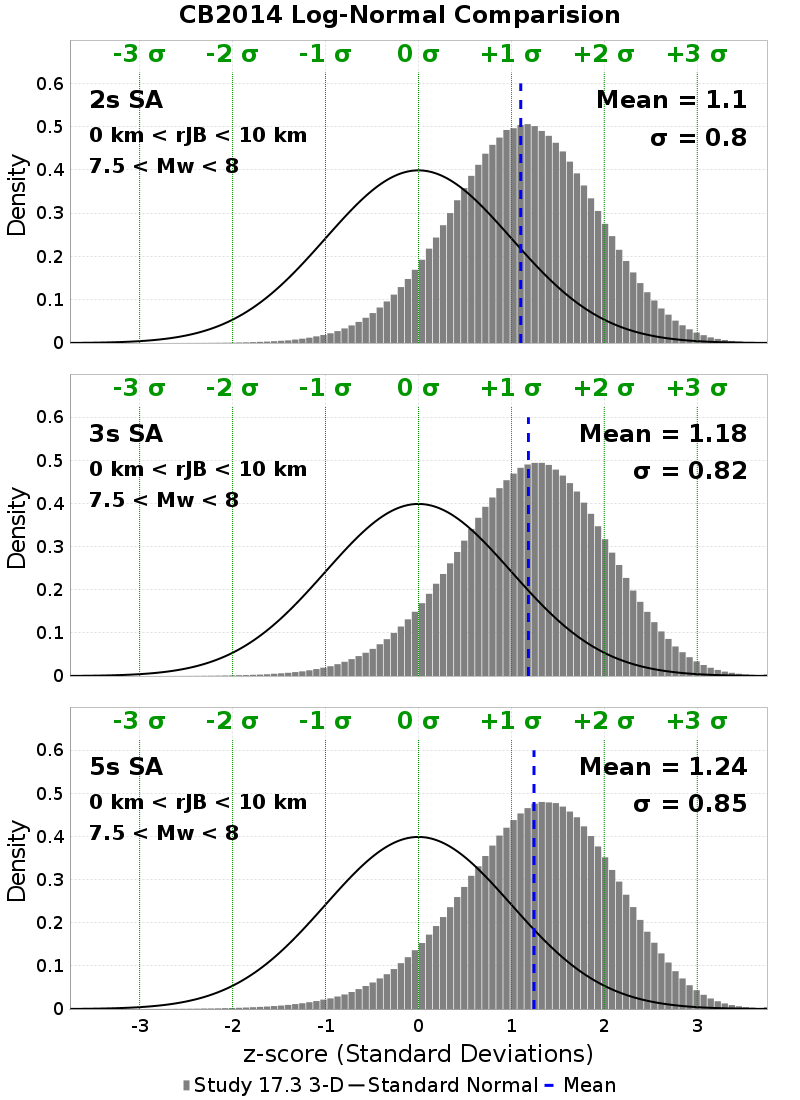 CB2014 Log-Normal Comparision
-3 σ -2 σ -1 σ 0 σ +1 σ +2 σ +3 σ
2s SA
0 km < rJB < 10 km
7.5 < Mw < 8
Mean = 1.1
σ = 0.8
Density
0.6
0.5
0.4
0.3
0.2
0.1
0
-3 σ -2 σ -1 σ 0 σ +1 σ +2 σ +3 σ
3s SA
0 km < rJB < 10 km
7.5 < Mw < 8
Mean = 1.18
σ = 0.82
Density
0.6
0.5
0.4
0.3
0.2
0.1
0
-3 σ -2 σ -1 σ 0 σ +1 σ +2 σ +3 σ
5s SA
0 km < rJB < 10 km
7.5 < Mw < 8
Mean = 1.24
σ = 0.85
Density
0.6
0.5
0.4
0.3
0.2
0.1
0
-3 -2 -1 0 1 2 3
z-score (Standard Deviations)
Study 17.3 3-D Standard Normal Mean